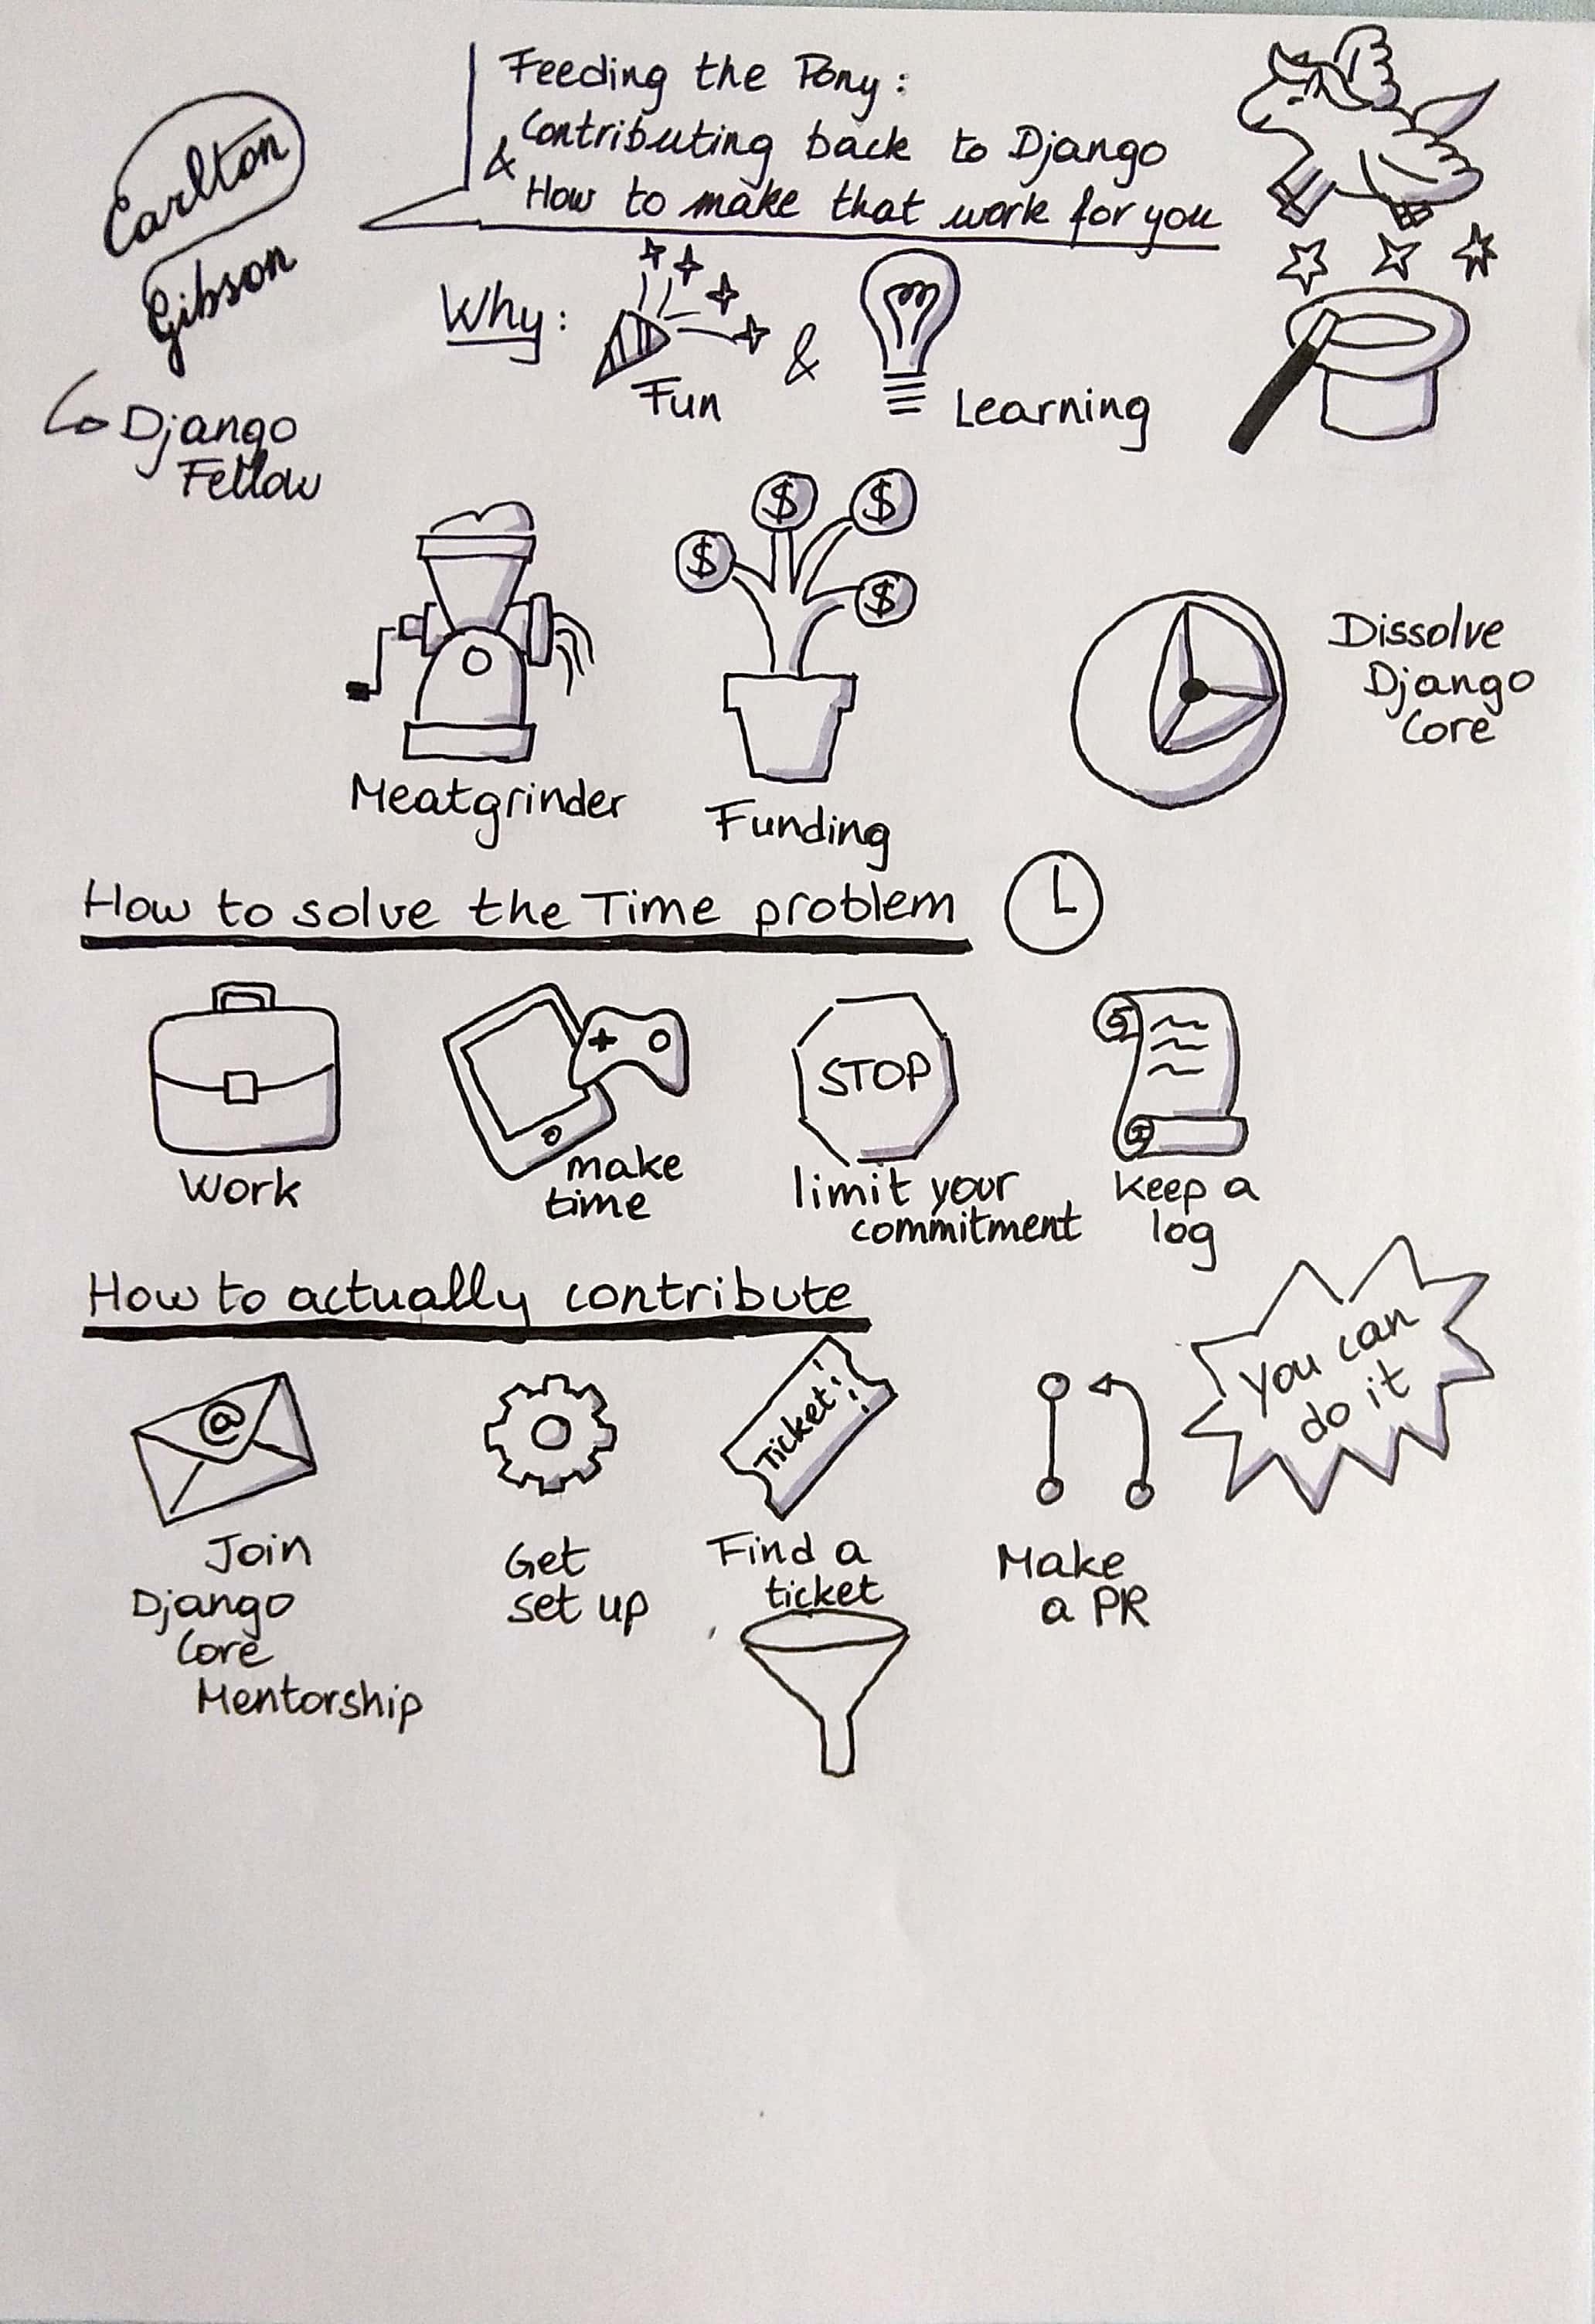 Carlton
Gibson
Django
Fellow
Feeding the Pony:
Contributing back to Django
&
How to make that work for you
Why:
Fun
&
Learning
$
$
$
$
Meatgrinder
Funding
Dissolve
Django
Core
How to solve the Time problem
Work
make
time
STOP
limit your
commitment
keep a
log
How to actually contribute
you can
do it
@
Join
Django
Core
Mentorship
Get
set up
Ticket!
Find a
ticket
Make
a PR